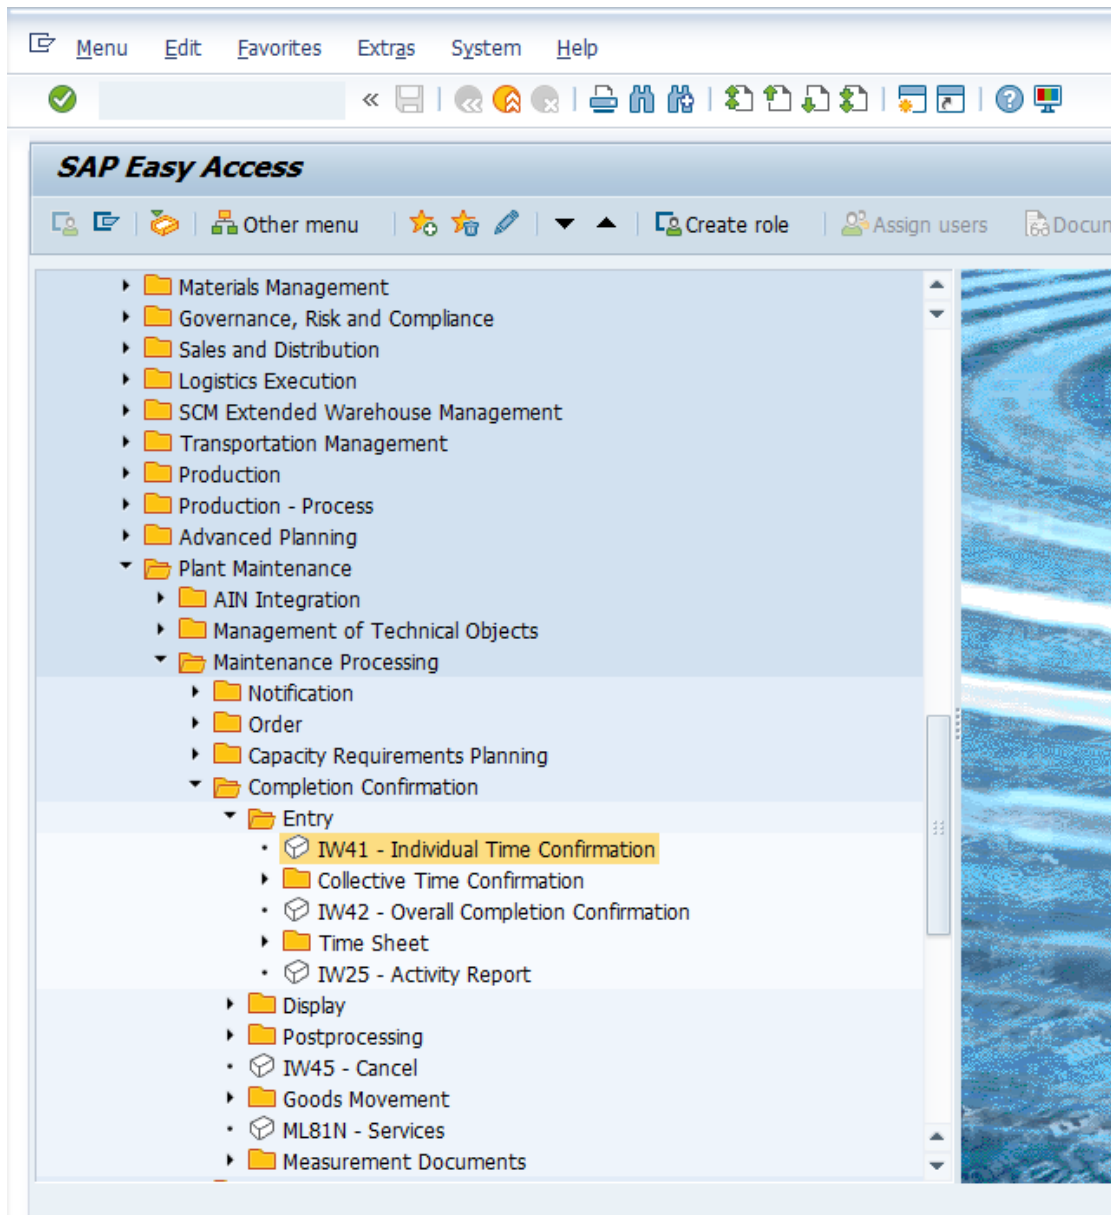 Menu Edit Favorites Extras System Help
SAP Easy Access
Other menu Create role Assign users
Materials Management
Governance, Risk and Compliance
Sales and Distribution
Logistics Execution
SCM Extended Warehouse Management
Transportation Management
Production
Production - Process
Advanced Planning
Plant Maintenance
AIN Integration
Management of Technical Objects
Maintenance Processing
Notification
Order
Capacity Requirements Planning
Completion Confirmation
Entry
IW41 - Individual Time Confirmation
Collective Time Confirmation
IW42 - Overall Completion Confirmation
Time Sheet
IW25 - Activity Report
Display
Postprocessing
IW45 - Cancel
Goods Movement
ML81N - Services
Measurement Documents